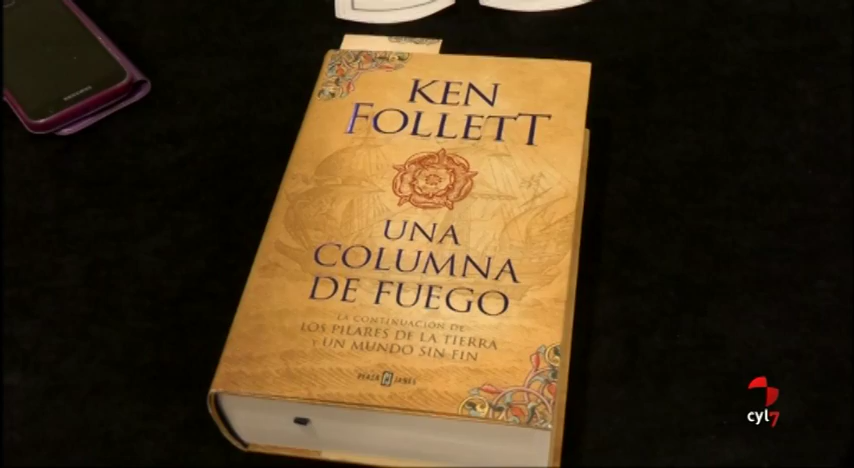 KEN
FOLLETT
UNA
COLUMNA
DE FUEGO
LA CONTINUACIÓN DE
LOS PILARES DE LA TIERRA
Y UN MUNDO SIN FIN
PLAZA JANÉS
cyl7